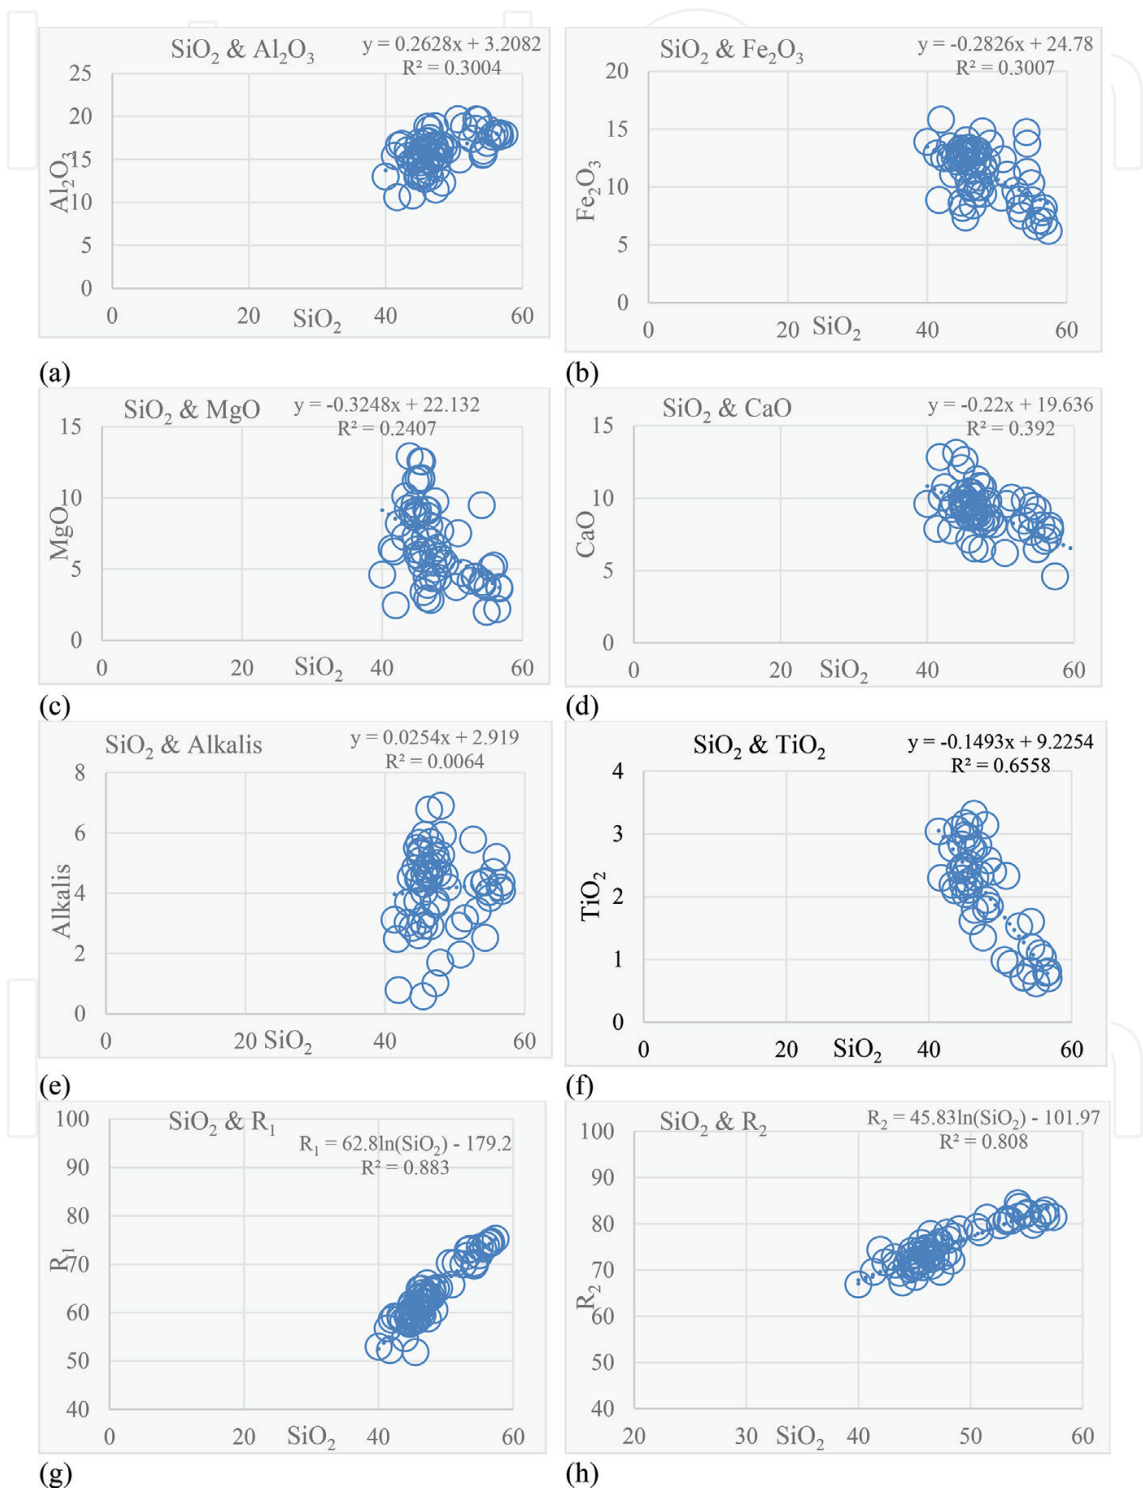 SiO₂ & Al₂O₃
y = 0.2628x + 3.2082
R² = 0.3004
25
20
15
10
5
0
Al₂O₃
0
20
40
60
SiO₂
(a)
SiO₂ & Fe₂O₃
y = -0.2826x + 24.78
R² = 0.3007
20
15
10
5
0
Fe₂O₃
0
20
40
60
SiO₂
(b)
SiO₂ & MgO
y = -0.3248x + 22.132
R² = 0.2407
15
10
5
0
MgO
0
20
40
60
SiO₂
(c)
SiO₂ & CaO
y = -0.22x + 19.636
R² = 0.392
15
10
5
0
CaO
0
20
40
60
SiO₂
(d)
SiO₂ & Alkalis
y = 0.0254x + 2.919
R² = 0.0064
8
6
4
2
0
Alkalis
0
20
40
60
SiO₂
(e)
SiO₂ & TiO₂
y = -0.1493x + 9.2254
R² = 0.6558
4
3
2
1
0
TiO₂
0
20
40
60
SiO₂
(f)
SiO₂ & R₁
R₁ = 62.8ln(SiO₂) - 179.2
R² = 0.883
100
90
80
70
60
50
40
R₁
0
20
40
60
SiO₂
(g)
SiO₂ & R₂
R₂ = 45.83ln(SiO₂) - 101.97
R² = 0.808
100
90
80
70
60
50
40
R₂
20
30
40
50
60
SiO₂
(h)